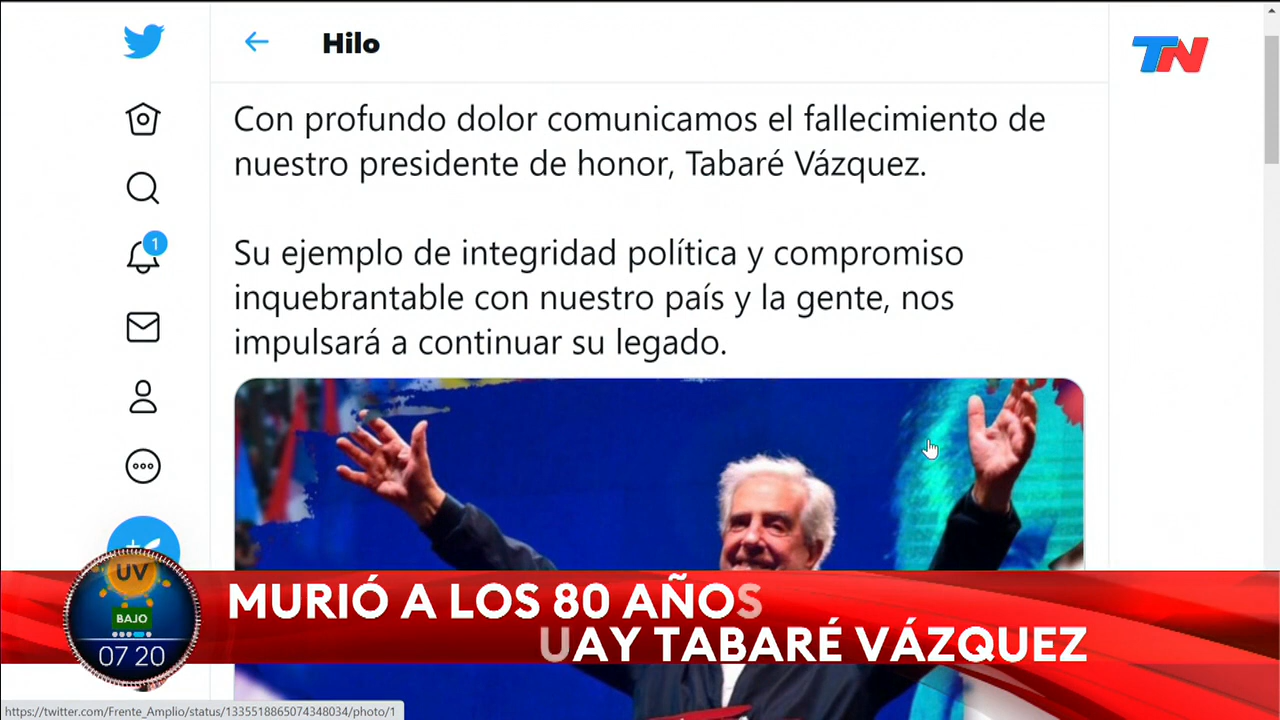 Hilo
TN
Con profundo dolor comunicamos el fallecimiento de
nuestro presidente de honor, Tabaré Vázquez.
Su ejemplo de integridad política y compromiso
inquebrantable con nuestro país y la gente, nos
impulsará a continuar su legado.
1
UV
BAJO
07 20
MURIÓ A LOS 80 AÑOS
UAY TABARÉ VÁZQUEZ
https://twitter.com/Frente_Amplio/status/1335518865074348034/photo/1